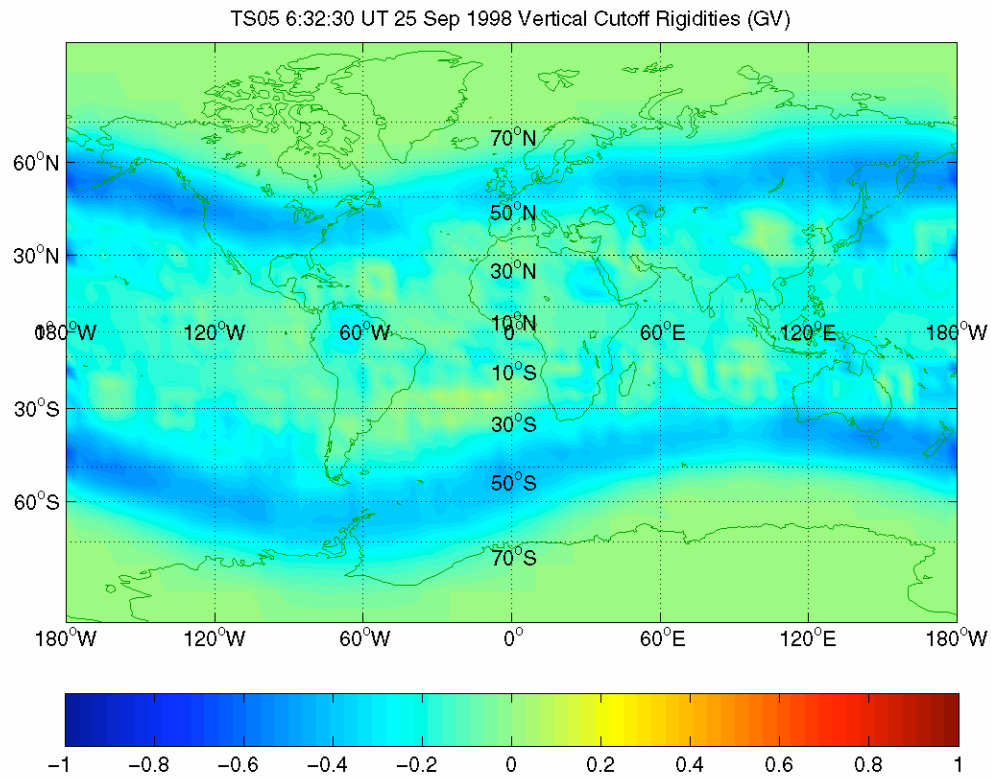 TS05 6:32:30 UT 25 Sep 1998 Vertical Cutoff Rigidities (GV)
70°N
60°N
50°N
30°N
30°N
10°N
0° 180°W 120°W 60°W 0° 60°E 120°E 180°W
10°S
30°S
30°S
50°S
60°S
70°S
180°W 120°W 60°W 0° 60°E 120°E 180°W
−1 −0.8 −0.6 −0.4 −0.2 0 0.2 0.4 0.6 0.8 1